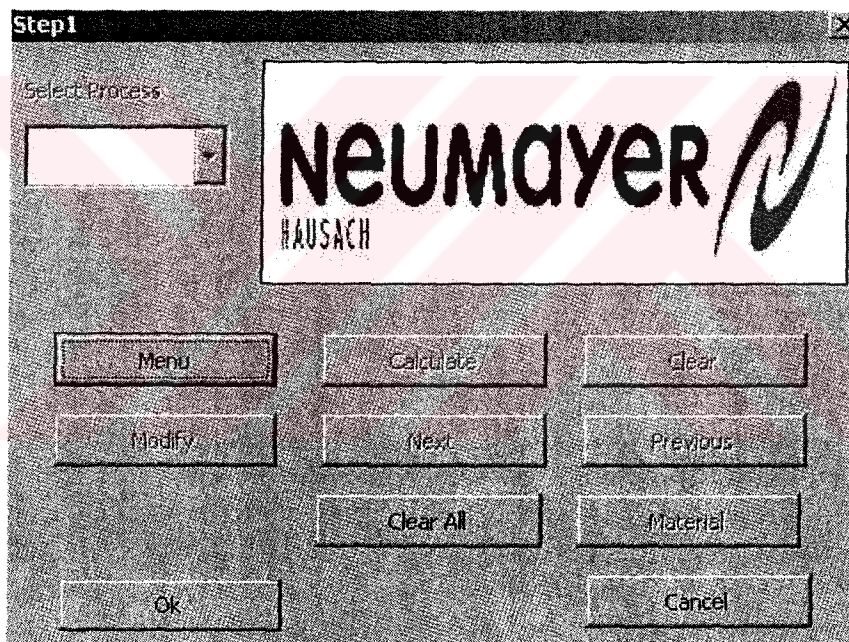 Step1
Select Process
NeUMayeR
HAUSACH
Menu
Calculate
Clear
Modify
Next
Previous
Clear All
Material
Ok
Cancel